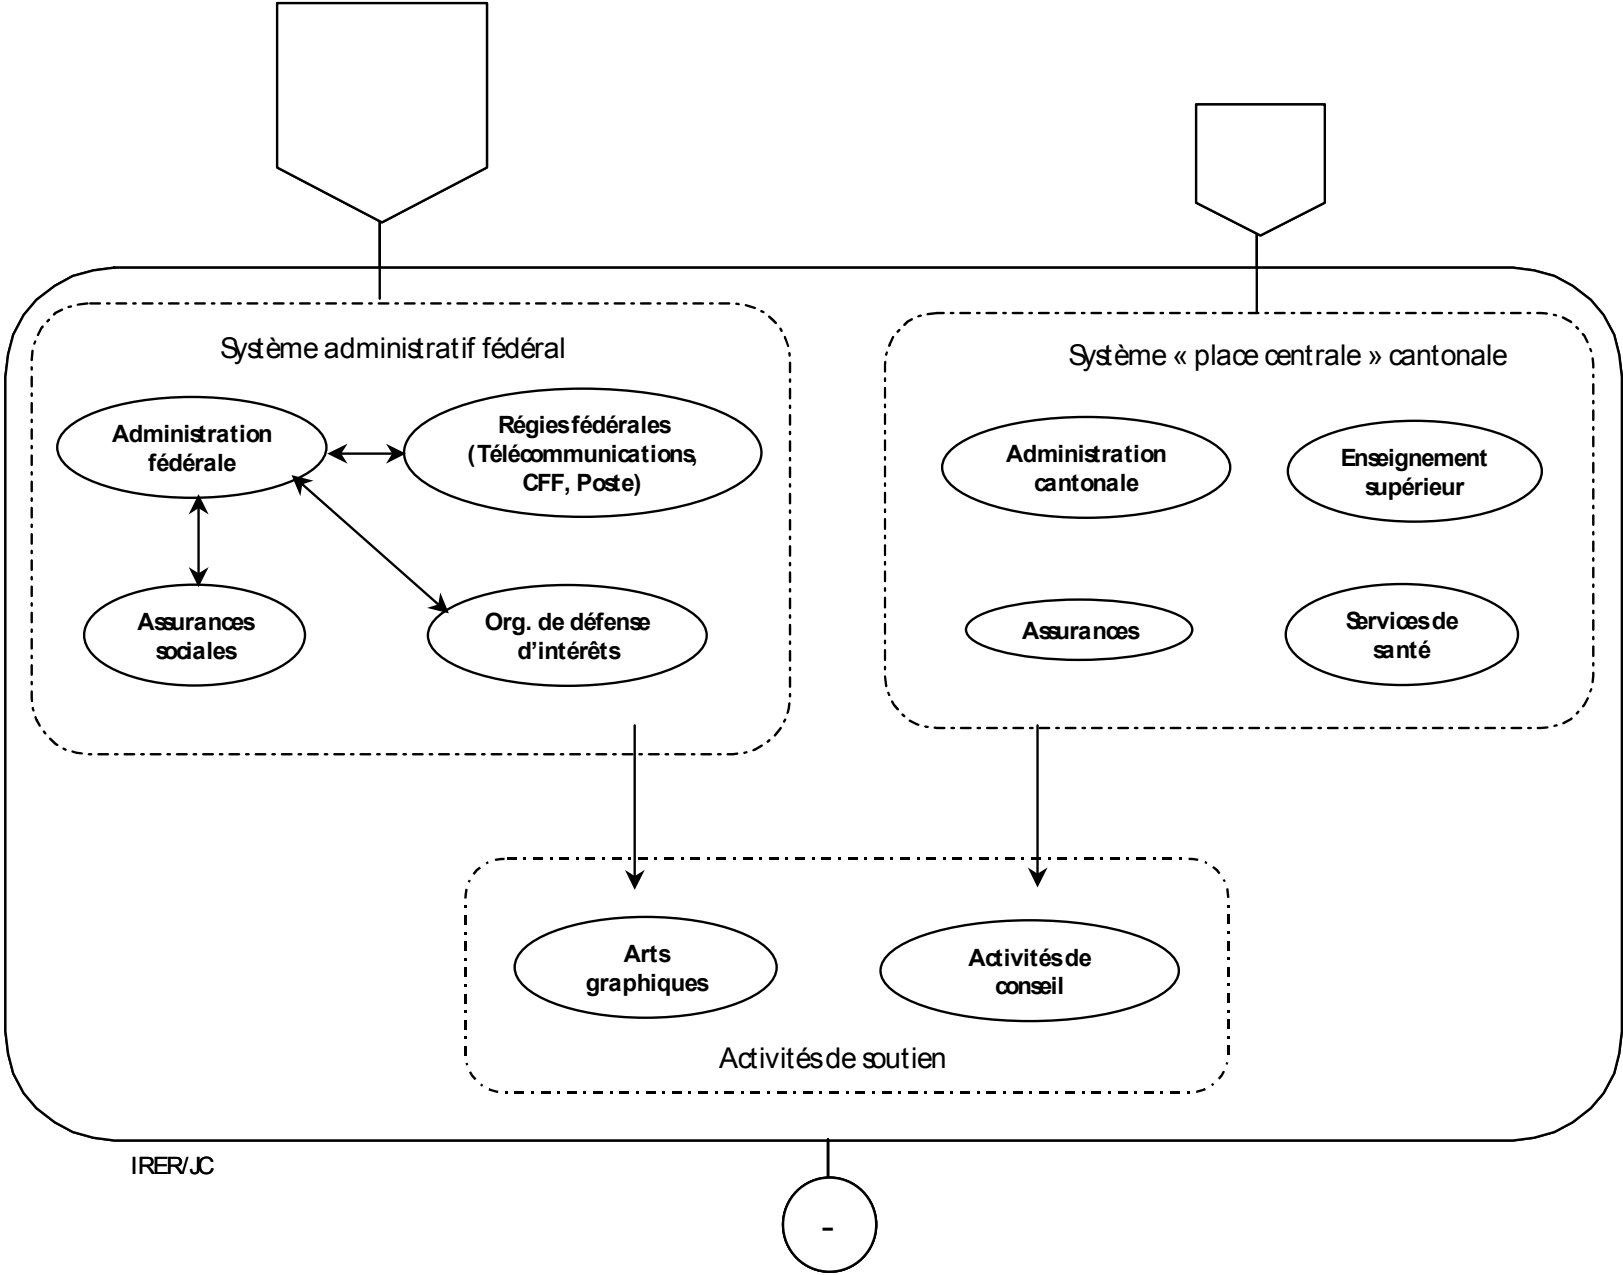 Système administratif fédéral
Administration
fédérale
Régies fédérales
(Télécommunications,
CFF, Poste)
Assurances
sociales
Org. de défense
d'intérêts
Système « place centrale » cantonale
Administration
cantonale
Enseignement
supérieur
Assurances
Services de
santé
Arts
graphiques
Activités de
conseil
Activités de soutien
IRER/JC
-